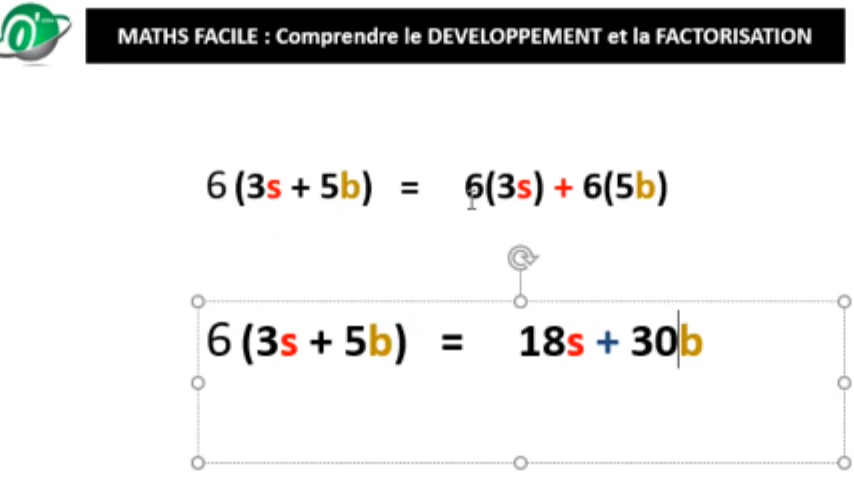 O'
MATHS FACILE : Comprendre le DEVELOPPEMENT et la FACTORISATION
6 (3s + 5b) = 6(3s) + 6(5b)
6 (3s + 5b) = 18s + 30b